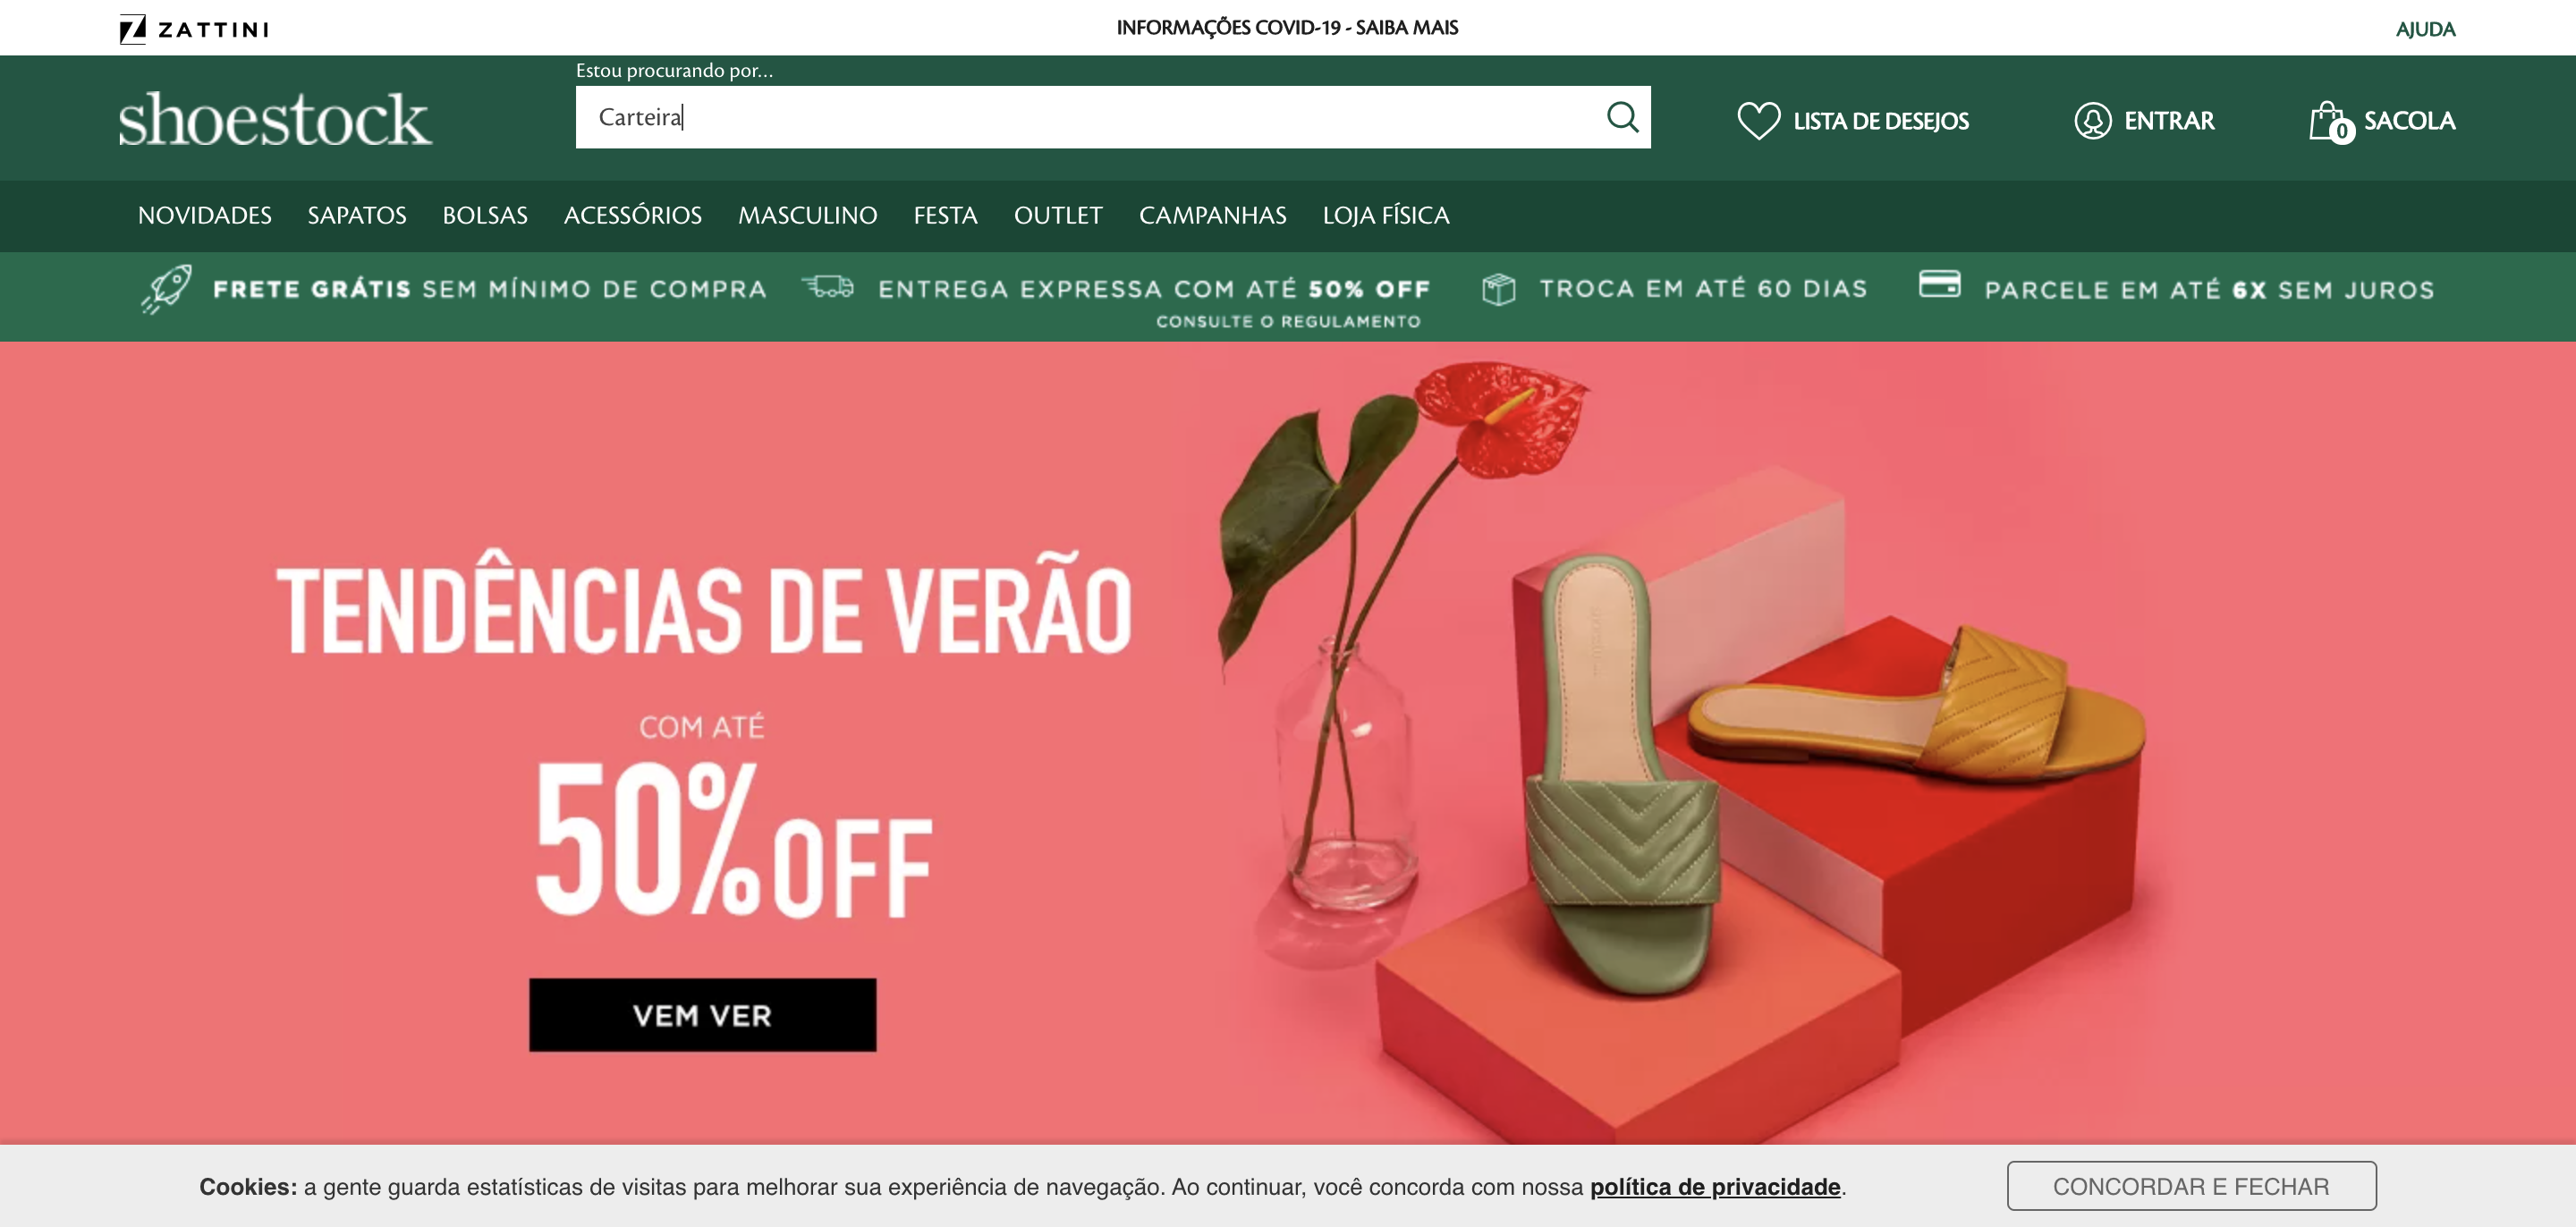 ZATTINI
INFORMAÇÕES COVID-19 - SAIBA MAIS
AJUDA
shoestock
Estou procurando por...
Carteira
LISTA DE DESEJOS
ENTRAR
0
SACOLA
NOVIDADES SAPATOS BOLSAS ACESSÓRIOS MASCULINO FESTA OUTLET CAMPANHAS LOJA FÍSICA
FRETE GRÁTIS SEM MÍNIMO DE COMPRA
ENTREGA EXPRESSA COM ATÉ 50% OFF
CONSULTE O REGULAMENTO
TROCA EM ATÉ 60 DIAS
PARCELE EM ATÉ 6X SEM JUROS
TENDÊNCIAS DE VERÃO
COM ATÉ
50% OFF
VEM VER
Cookies: a gente guarda estatísticas de visitas para melhorar sua experiência de navegação. Ao continuar, você concorda com nossa política de privacidade.
CONCORDAR E FECHAR